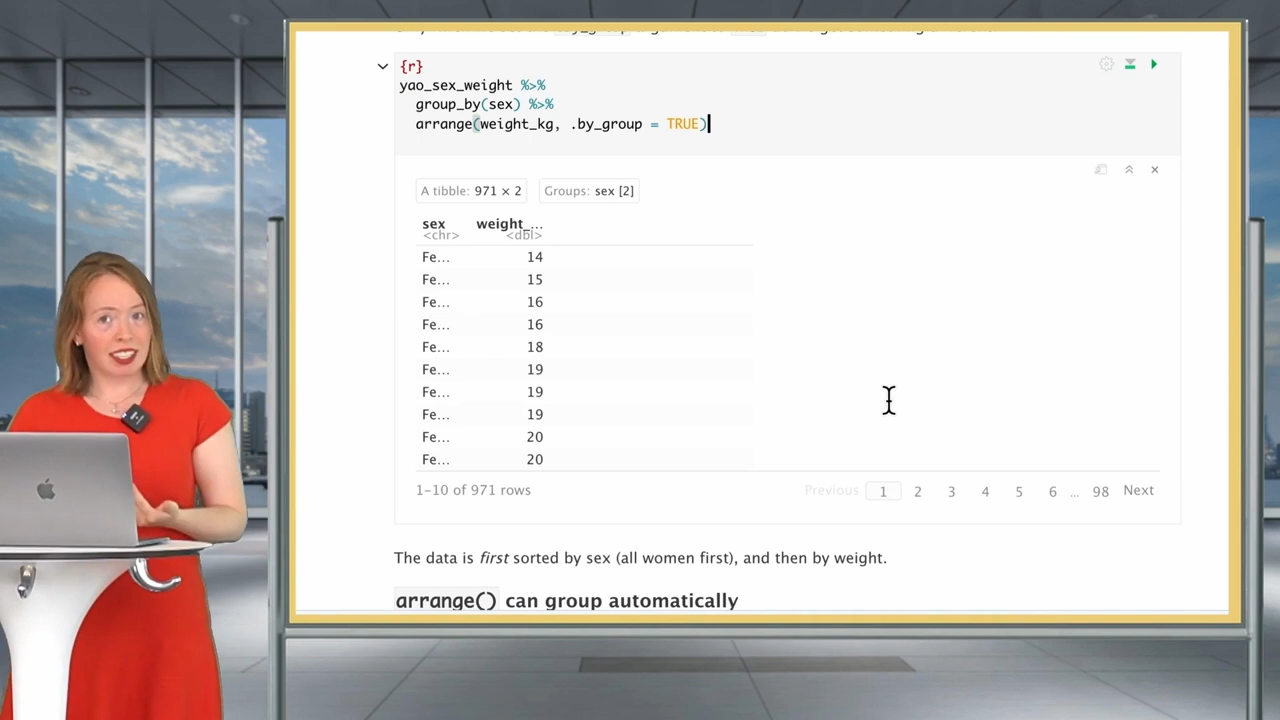 {r}
yao_sex_weight %>%
group_by(sex) %>%
arrange(weight_kg, .by_group = TRUE)
A tibble: 971 × 2 Groups: sex [2]
sex weight_...
<chr> <dbl>
Fe... 14
Fe... 15
Fe... 16
Fe... 16
Fe... 18
Fe... 19
Fe... 19
Fe... 19
Fe... 20
Fe... 20
1-10 of 971 rows Previous 1 2 3 4 5 6 ... 98 Next
The data is first sorted by sex (all women first), and then by weight.
arrange() can group automatically